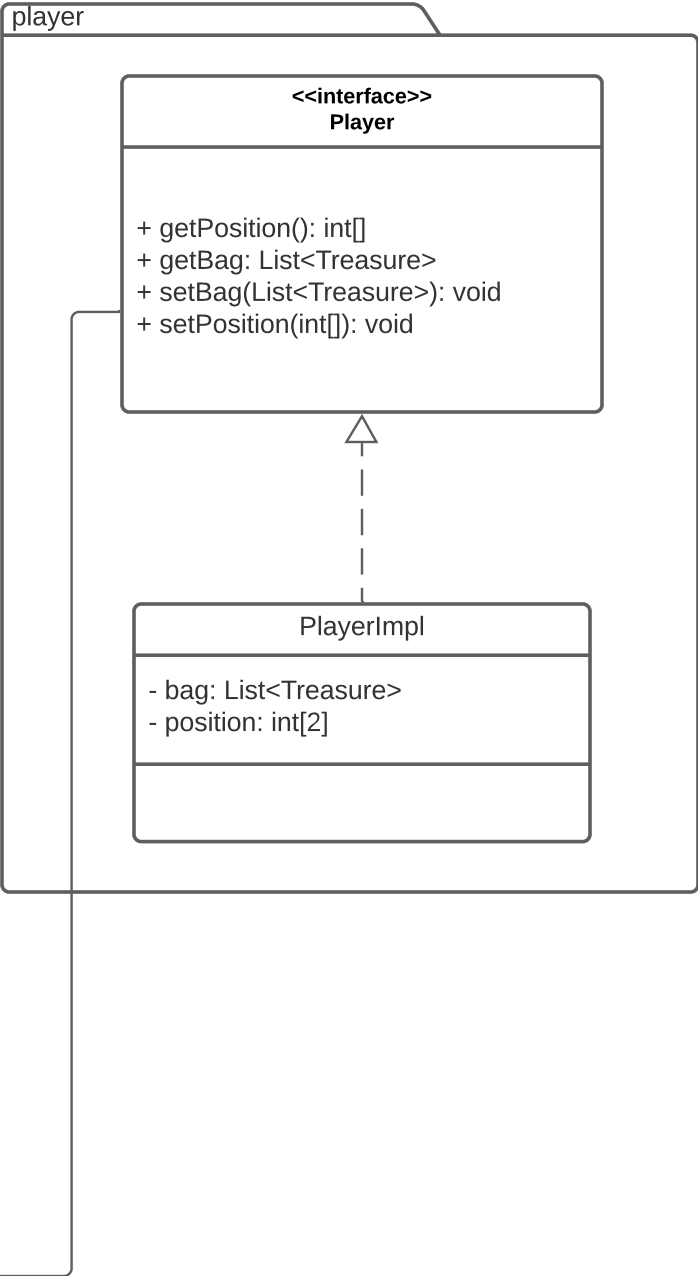 player
<<interface>>
Player
+ getPosition(): int[]
+ getBag: List<Treasure>
+ setBag(List<Treasure>): void
+ setPosition(int[]): void
PlayerImpl
- bag: List<Treasure>
- position: int[2]